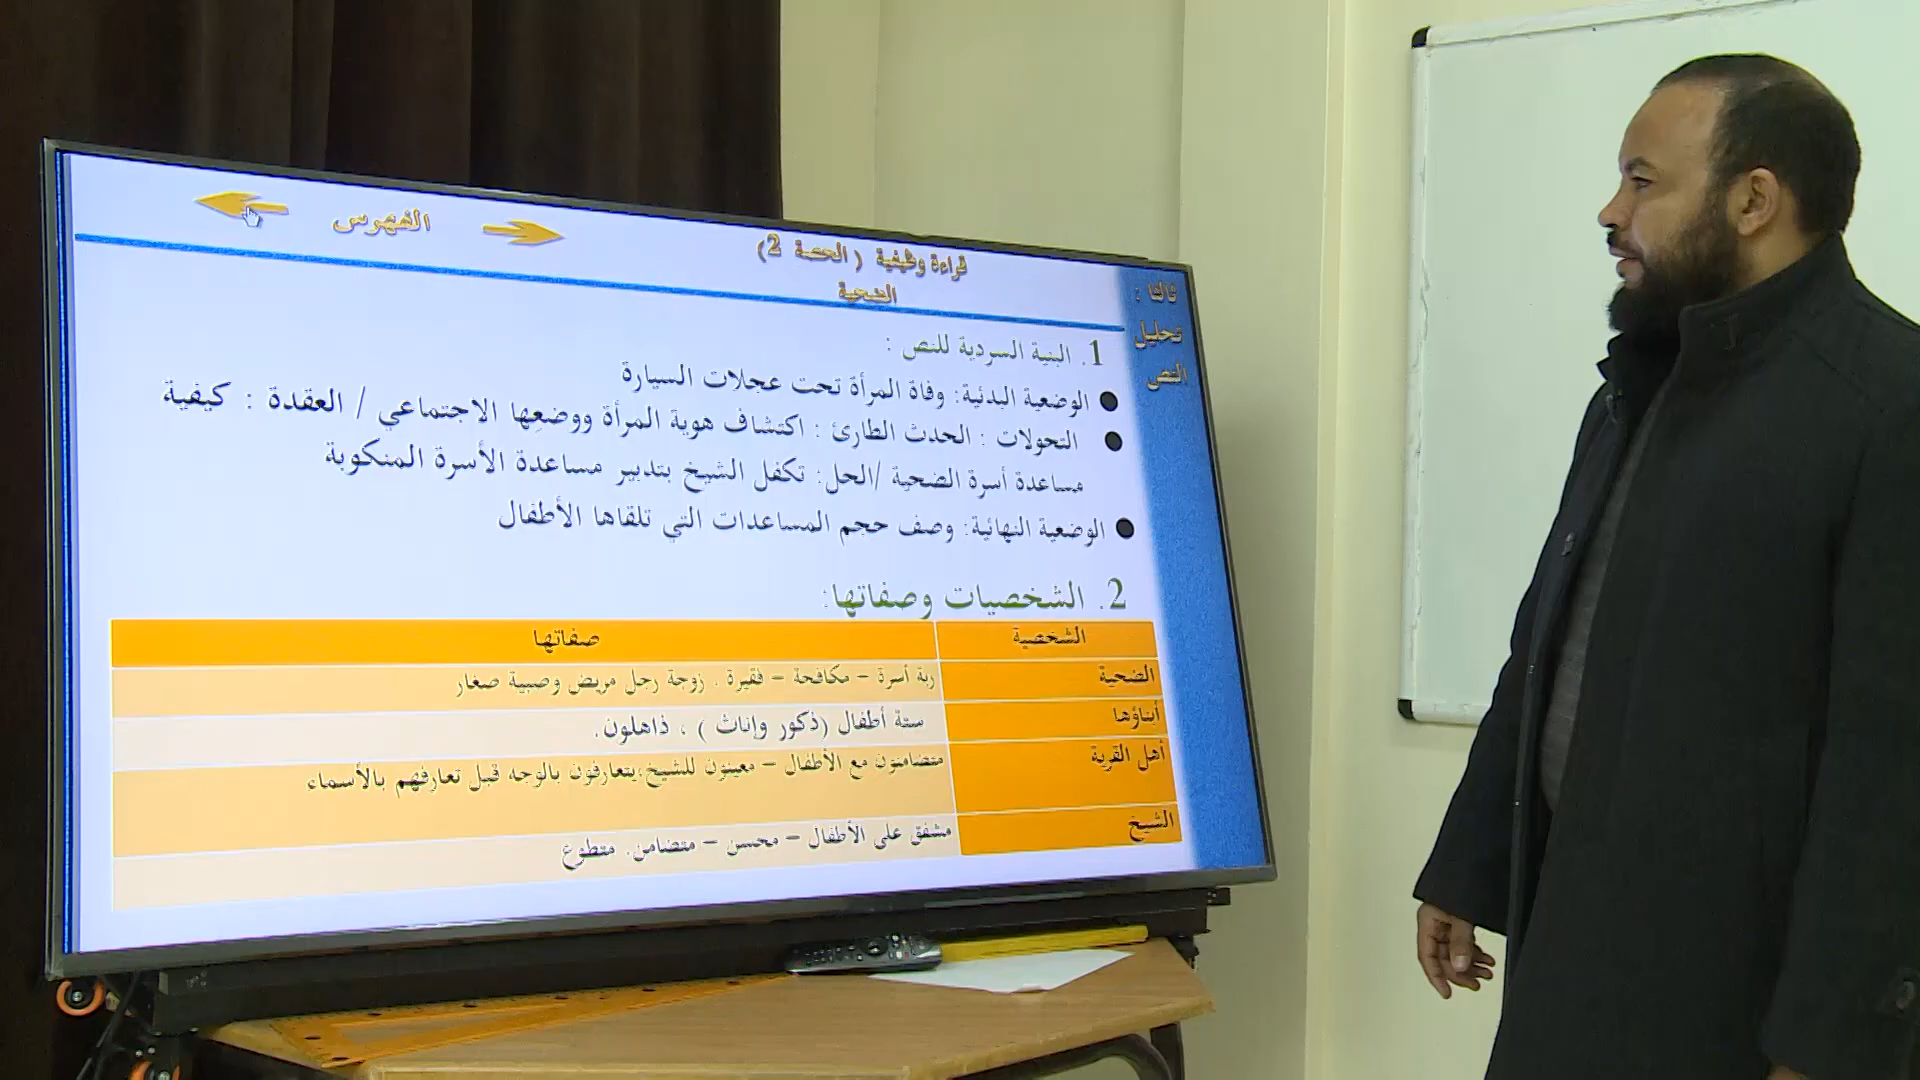 الفهرس
قراءة وظيفية ( الحصة 2)
الضحية
ثالثا :
تحليل
النص
1. البنية السردية للنص :
الوضعية البدئية: وفاة المرأة تحت عجلات السيارة
التحولات : الحدث الطارئ : اكتشاف هوية المرأة ووضعِها الاجتماعي / العقدة : كيفية
مساعدة أسرة الضحية /الحل: تكفل الشيخ بتدبير مساعدة الأسرة المنكوبة
الوضعية النهائية: وصف حجم المساعدات التي تلقاها الأطفال
2. الشخصيات وصفاتها:
الشخصية صفاتها
الضحية ربة أسرة – مكافحة – فقيرة . زوجة رجل مريض وصبية صغار
أبناؤها ستة أطفال (ذكور وإناث ) ، ذاهلون.
أهل القرية متضامنون مع الأطفال – معينون للشيخ،يتعارفون بالوجه قبل تعارفهم بالأسماء
الشيخ مشفق على الأطفال – محسن – متضامن. متطوع